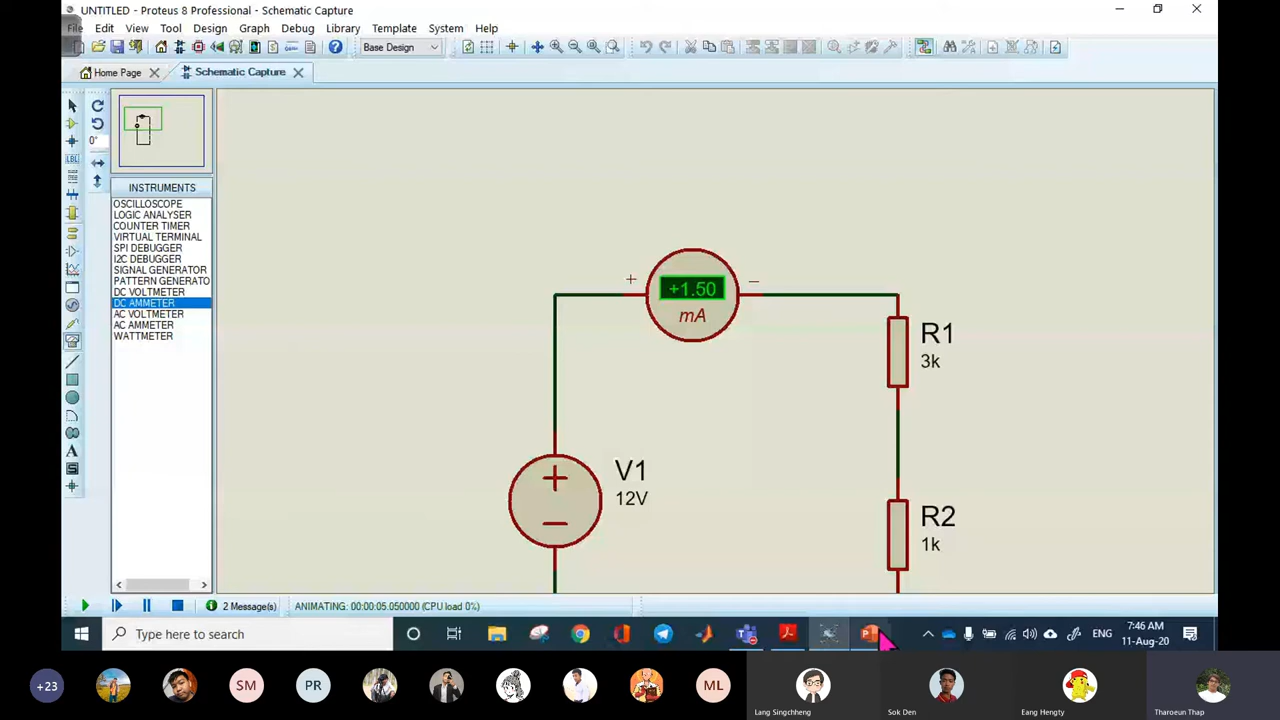 UNTITLED - Proteus 8 Professional - Schematic Capture
File Edit View Tool Design Graph Debug Library Template System Help
Base Design
Home Page Schematic Capture
0°
LBL
INSTRUMENTS
OSCILLOSCOPE
LOGIC ANALYSER
COUNTER TIMER
VIRTUAL TERMINAL
SPI DEBUGGER
I2C DEBUGGER
SIGNAL GENERATOR
PATTERN GENERATO
DC VOLTMETER
DC AMMETER
AC VOLTMETER
AC AMMETER
WATTMETER
+ +1.50 −
mA
R1
3k
V1
12V
R2
1k
2 Message(s) ANIMATING: 00:00:05.050000 (CPU load 0%)
Type here to search
ENG
7:46 AM
11-Aug-20
+23 SM PR ML
Lang Singchheng Sok Den Eang Hengty Tharoeun Thap